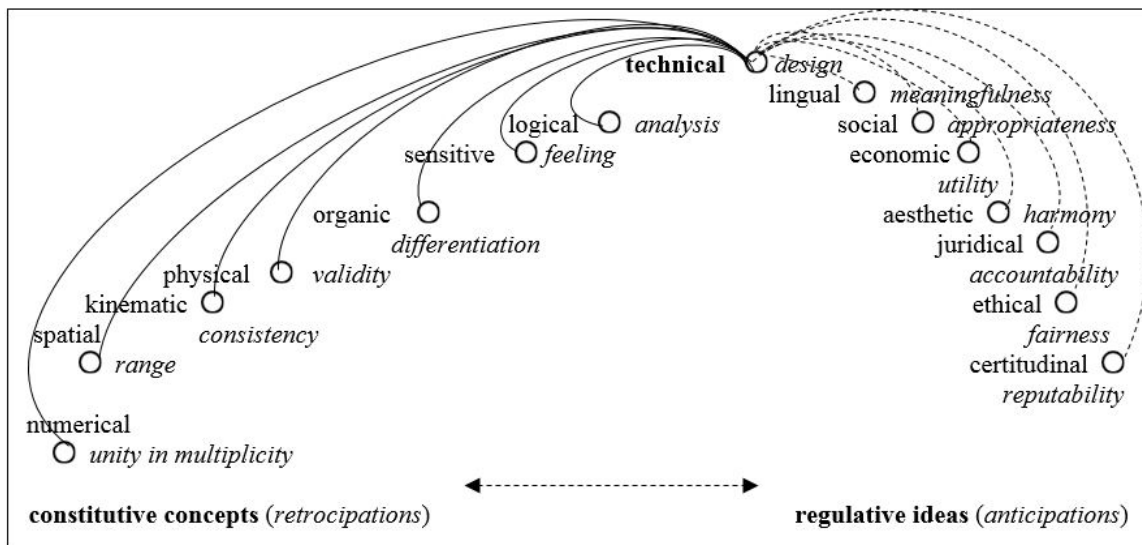 technical design
lingual meaningfulness
logical analysis social appropriateness
sensitive feeling economic
utility
organic aesthetic harmony
differentiation juridical
physical validity accountability
kinematic ethical
spatial consistency fairness
range certitudinal
reputability
numerical
unity in multiplicity
constitutive concepts (retrocipations) regulative ideas (anticipations)